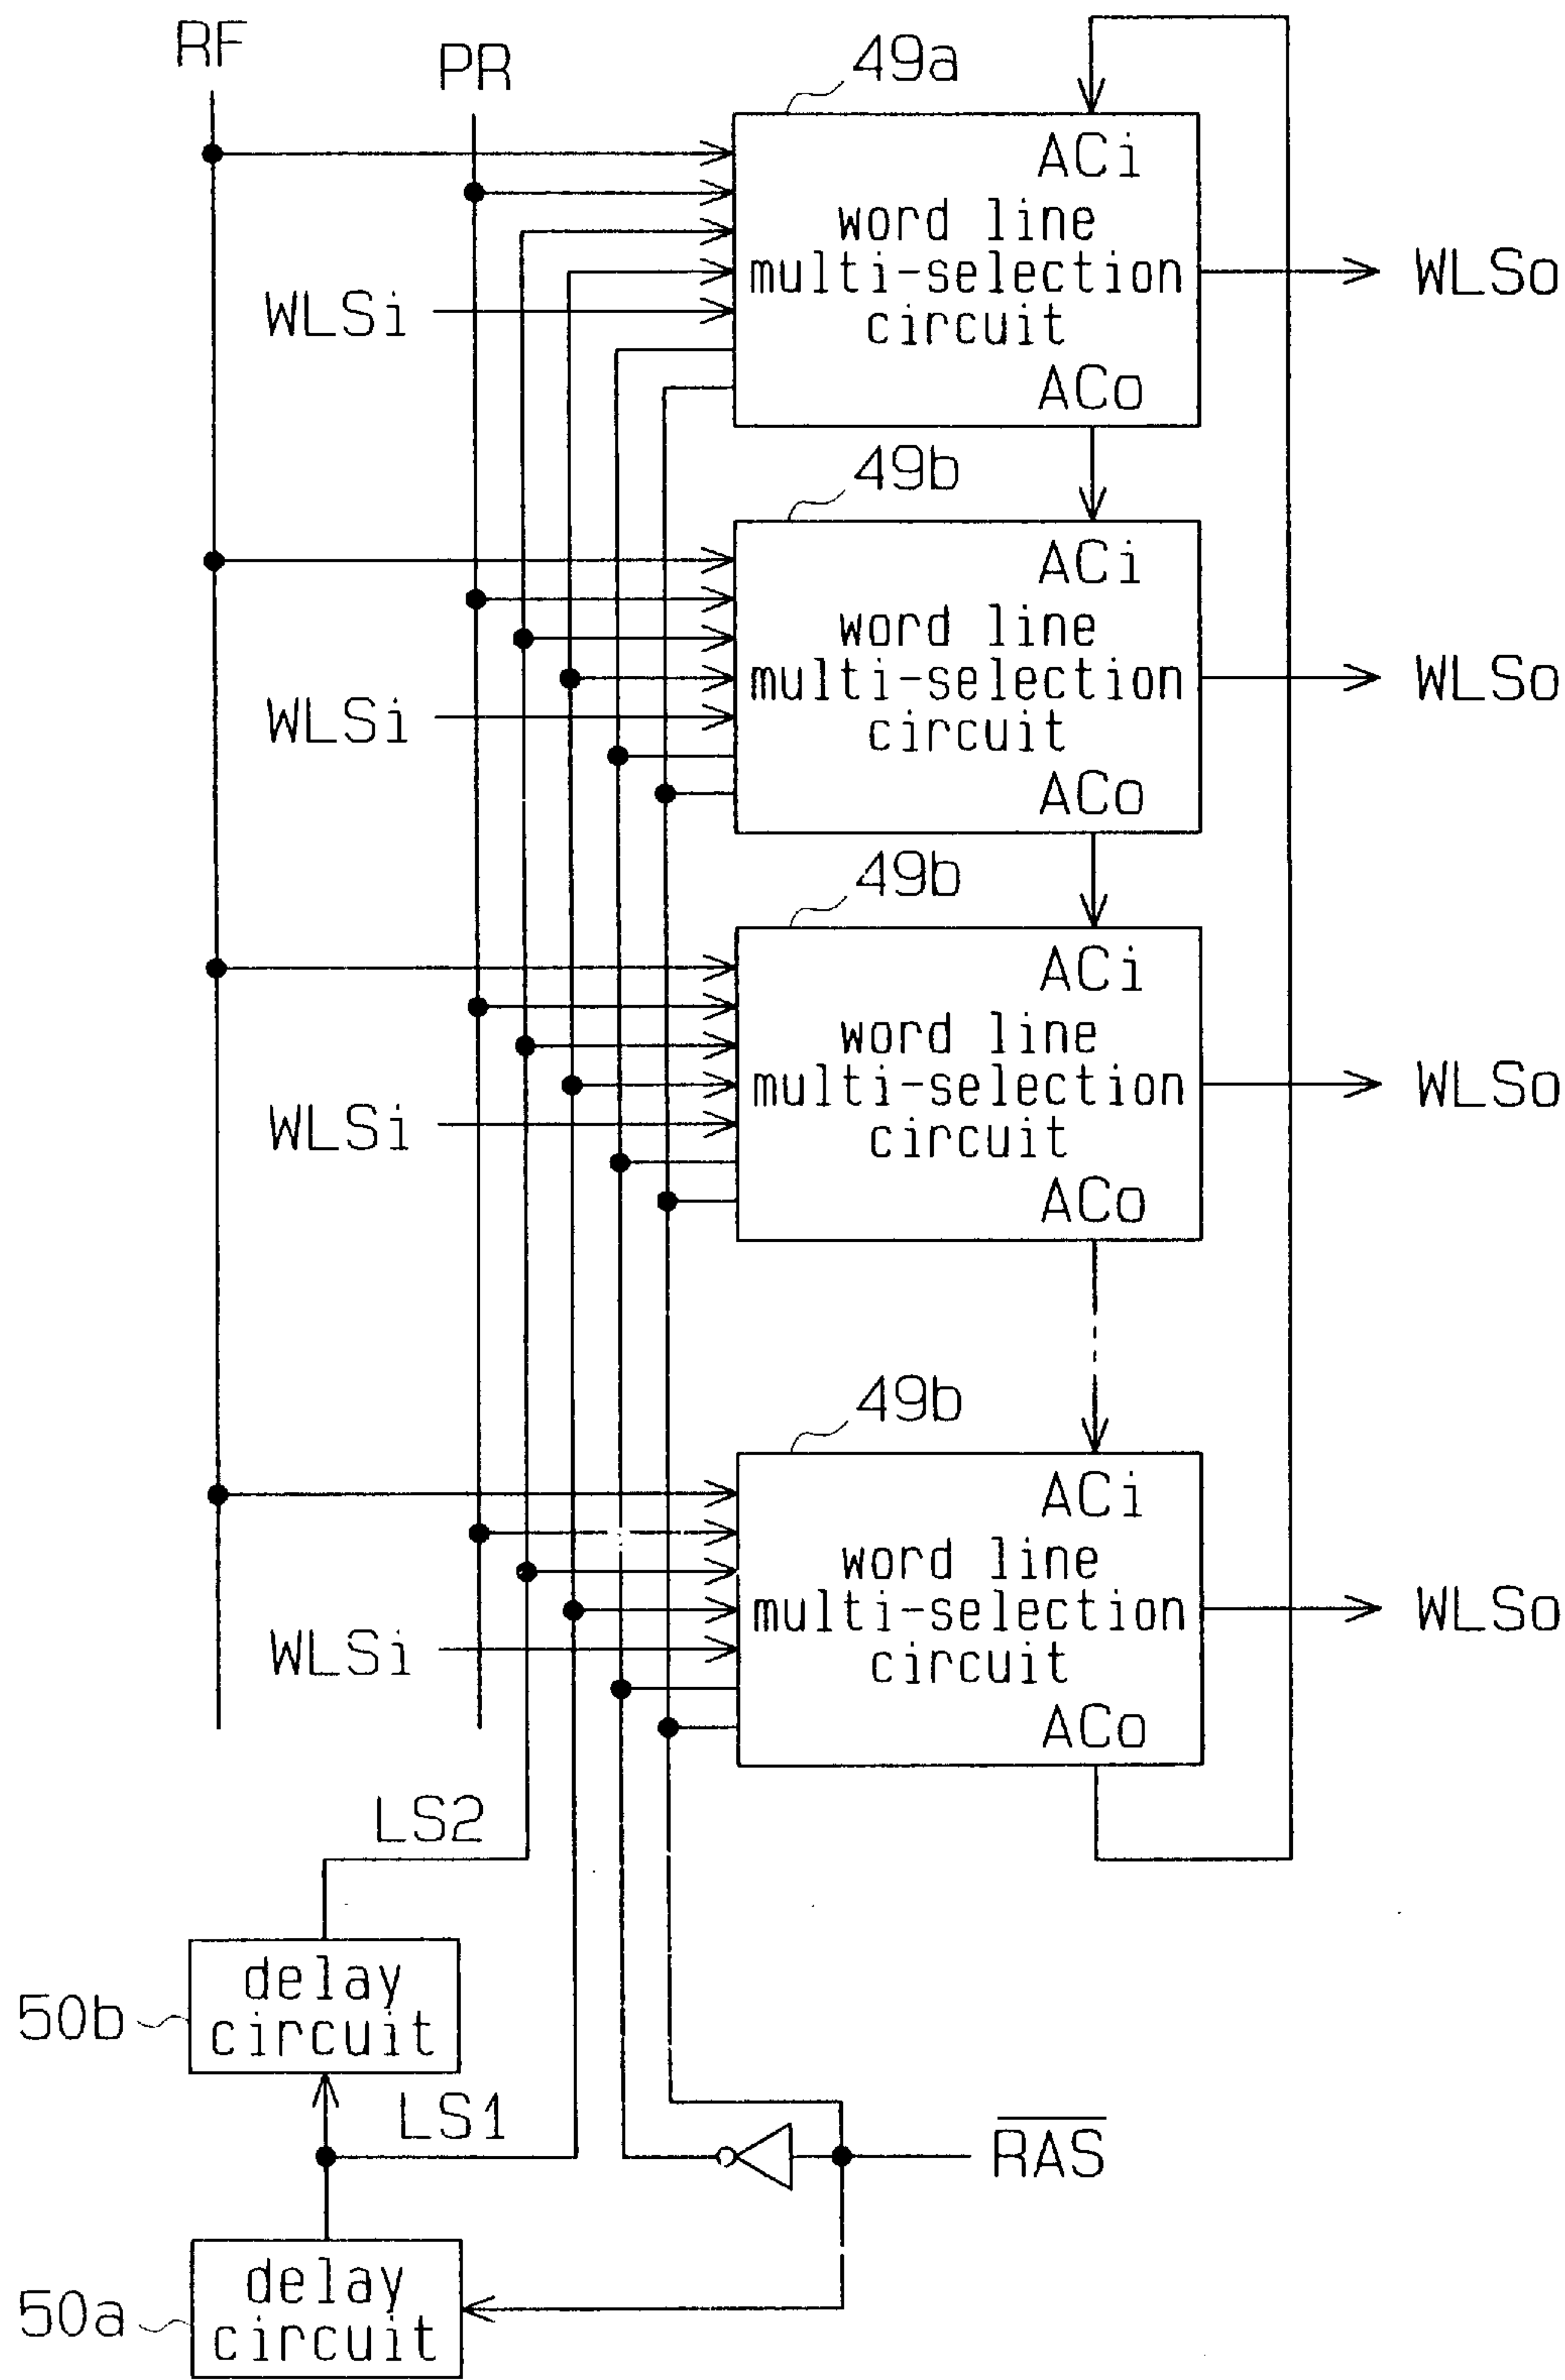 RF
PR
49a
ACi
word line
multi-selection
circuit
ACo
WLSi
WLSo
49b
ACi
word line
multi-selection
circuit
ACo
WLSi
WLSo
49b
ACi
word line
multi-selection
circuit
ACo
WLSi
WLSo
49b
ACi
word line
multi-selection
circuit
ACo
WLSi
WLSo
LS2
delay
circuit
50b
LS1
R̅A̅S̅
delay
circuit
50a